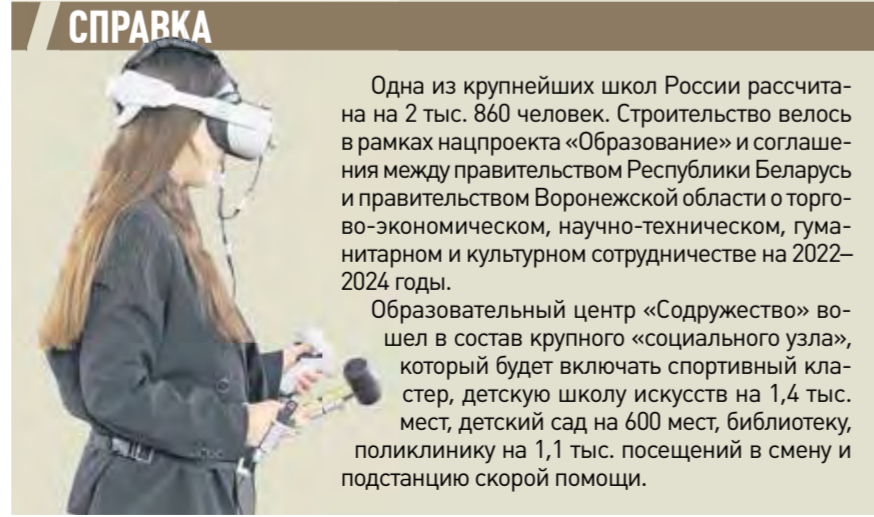 СПРАВКА
Одна из крупнейших школ России рассчита-
на на 2 тыс. 860 человек. Строительство велось
в рамках нацпроекта «Образование» и соглаше-
ния между правительством Республики Беларусь
и правительством Воронежской области о торго-
во-экономическом, научно-техническом, гума-
нитарном и культурном сотрудничестве на 2022–
2024 годы.
Образовательный центр «Содружество» во-
шел в состав крупного «социального узла»,
который будет включать спортивный кла-
стер, детскую школу искусств на 1,4 тыс.
мест, детский сад на 600 мест, библиотеку,
поликлинику на 1,1 тыс. посещений в смену и
подстанцию скорой помощи.